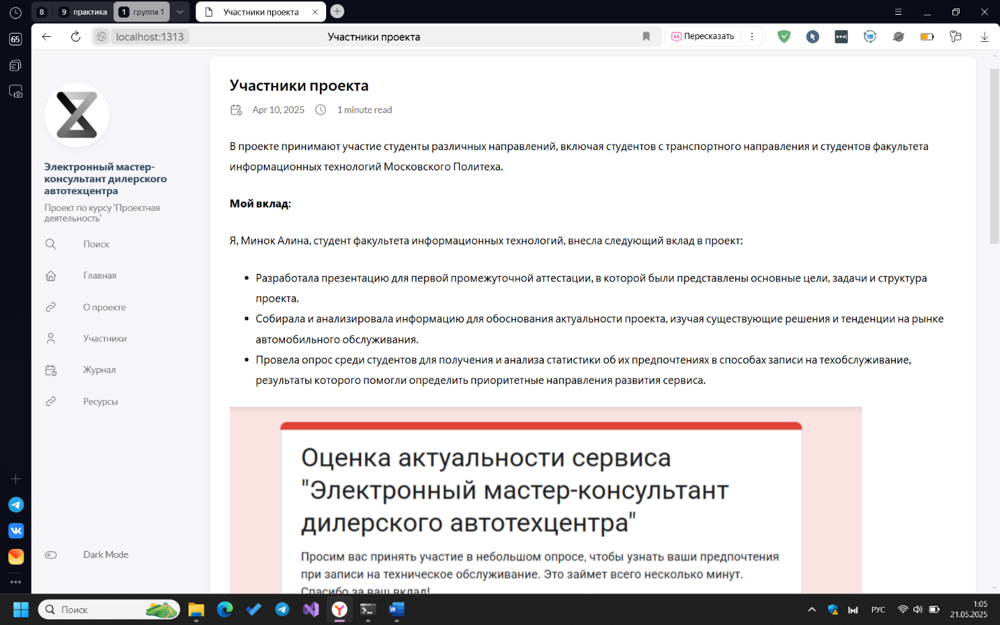 8
9 практика
1 группа 1
Участники проекта
65
localhost:1313
Участники проекта
Пересказать
Электронный мастер-
консультант дилерского
автотехцентра
Проект по курсу 'Проектная
деятельность'
Поиск
Главная
О проекте
Участники
Журнал
Ресурсы
Dark Mode
Участники проекта
Apr 10, 2025 1 minute read
В проекте принимают участие студенты различных направлений, включая студентов с транспортного направления и студентов факультета
информационных технологий Московского Политеха.
Мой вклад:
Я, Минок Алина, студент факультета информационных технологий, внесла следующий вклад в проект:
• Разработала презентацию для первой промежуточной аттестации, в которой были представлены основные цели, задачи и структура
проекта.
• Собирала и анализировала информацию для обоснования актуальности проекта, изучая существующие решения и тенденции на рынке
автомобильного обслуживания.
• Провела опрос среди студентов для получения и анализа статистики об их предпочтениях в способах записи на техобслуживание,
результаты которого помогли определить приоритетные направления развития сервиса.
Оценка актуальности сервиса
"Электронный мастер-консультант
дилерского автотехцентра"
Просим вас принять участие в небольшом опросе, чтобы узнать ваши предпочтения
при записи на техническое обслуживание. Это займет всего несколько минут.
Спасибо за ваш вклад!
Поиск
РУС
1:05
21.05.2025